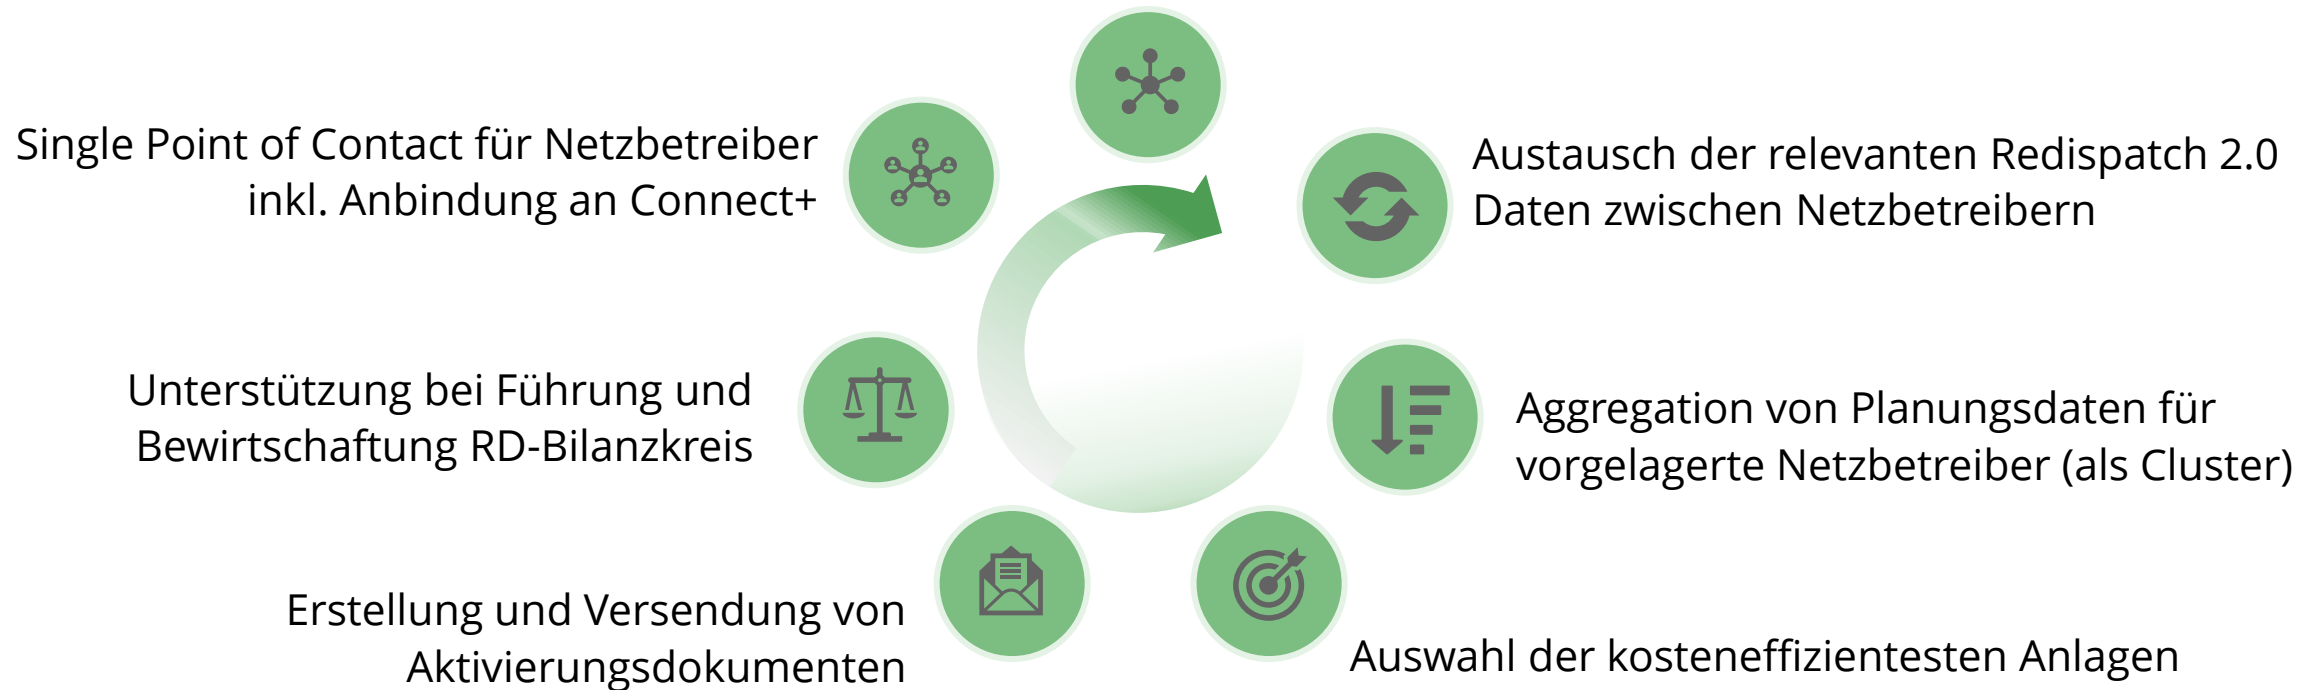 Single Point of Contact für Netzbetreiber
inkl. Anbindung an Connect+
Austausch der relevanten Redispatch 2.0
Daten zwischen Netzbetreibern
Unterstützung bei Führung und
Bewirtschaftung RD-Bilanzkreis
Aggregation von Planungsdaten für
vorgelagerte Netzbetreiber (als Cluster)
Erstellung und Versendung von
Aktivierungsdokumenten
Auswahl der kosteneffizientesten Anlagen